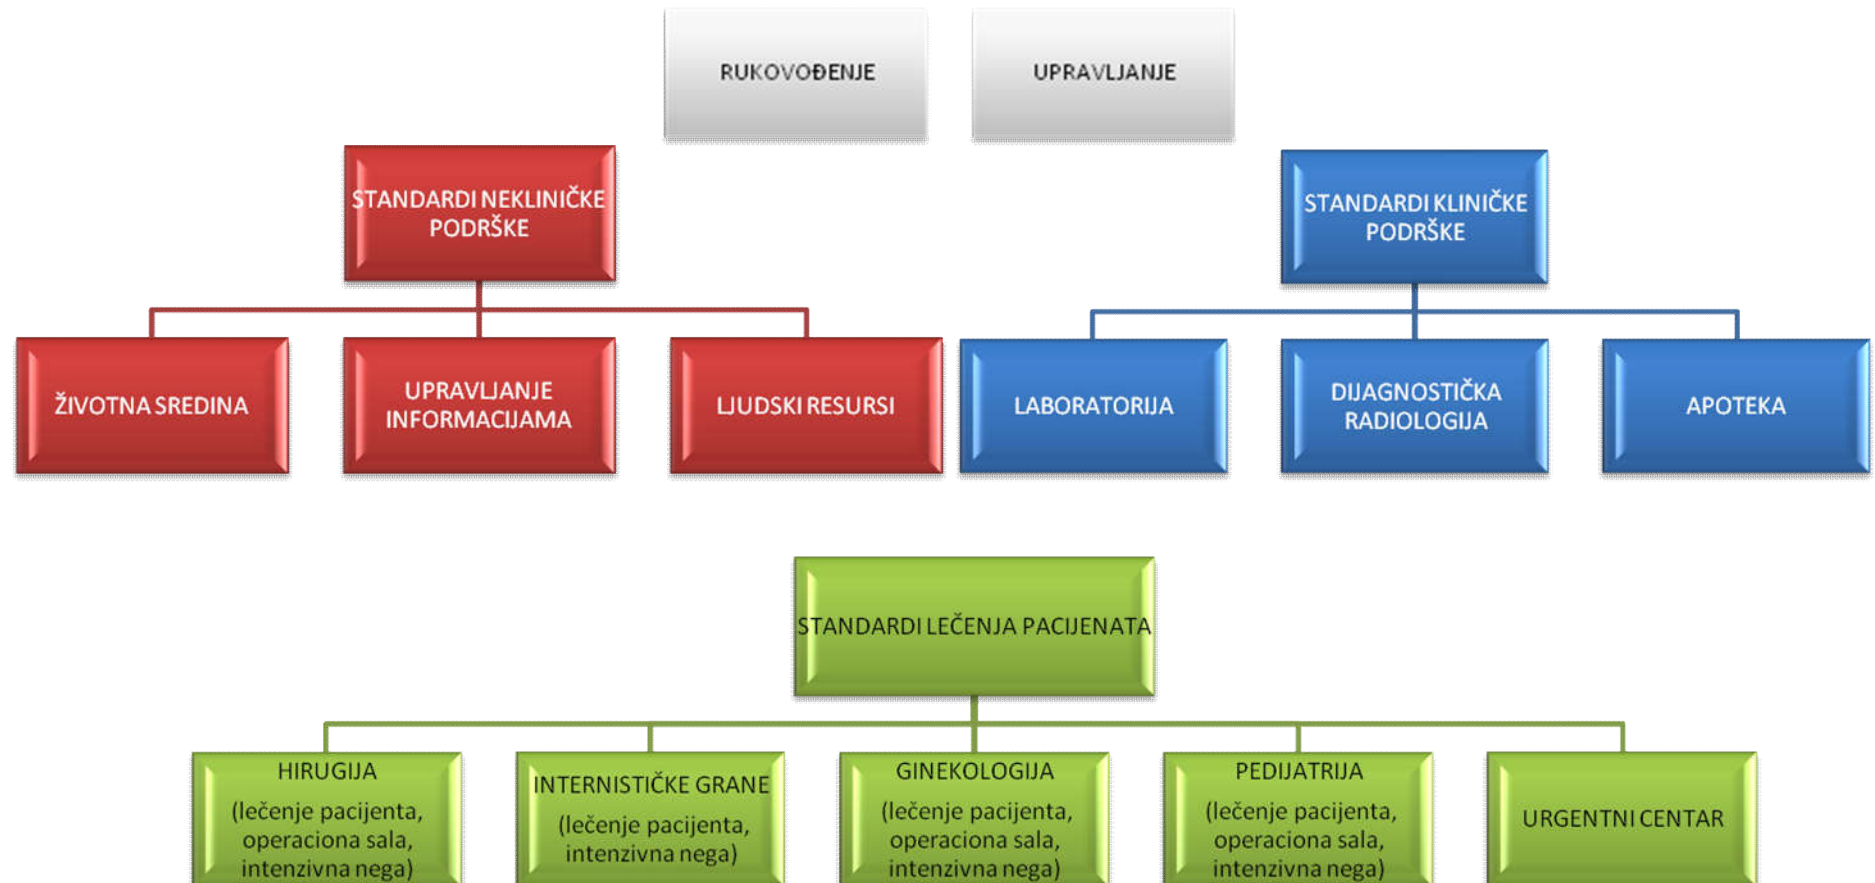 RUKOVOĐENJE
UPRAVLJANJE
STANDARDI NEKLINIČKE
PODRŠKE
STANDARDI KLINIČKE
PODRŠKE
ŽIVOTNA SREDINA
UPRAVLJANJE
INFORMACIJAMA
LJUDSKI RESURSI
LABORATORIJA
DIJAGNOSTIČKA
RADIOLOGIJA
APOTEKA
STANDARDI LEČENJA PACIJENATA
HIRUGIJA
(lečenje pacijenta,
operaciona sala,
intenzivna nega)
INTERNISTIČKE GRANE
(lečenje pacijenta,
intenzivna nega)
GINEKOLOGIJA
(lečenje pacijenta,
operaciona sala,
intenzivna nega)
PEDIJATRIJA
(lečenje pacijenta,
operaciona sala,
intenzivna nega)
URGENTNI CENTAR